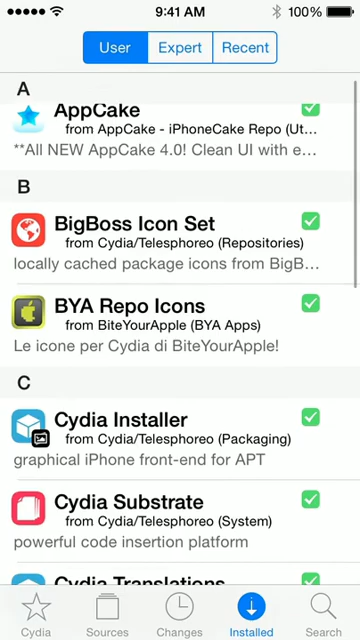 9:41 AM
100%
User
Expert
Recent
A
AppCake
from AppCake - iPhoneCake Repo (Ut...
**All NEW AppCake 4.0! Clean UI with e...
B
BigBoss Icon Set
from Cydia/Telesphoreo (Repositories)
locally cached package icons from BigB...
BYA Repo Icons
from BiteYourApple (BYA Apps)
Le icone per Cydia di BiteYourApple!
C
Cydia Installer
from Cydia/Telesphoreo (Packaging)
graphical iPhone front-end for APT
Cydia Substrate
from Cydia/Telesphoreo (System)
powerful code insertion platform
Cydia Translations
Cydia
Sources
Changes
Installed
Search